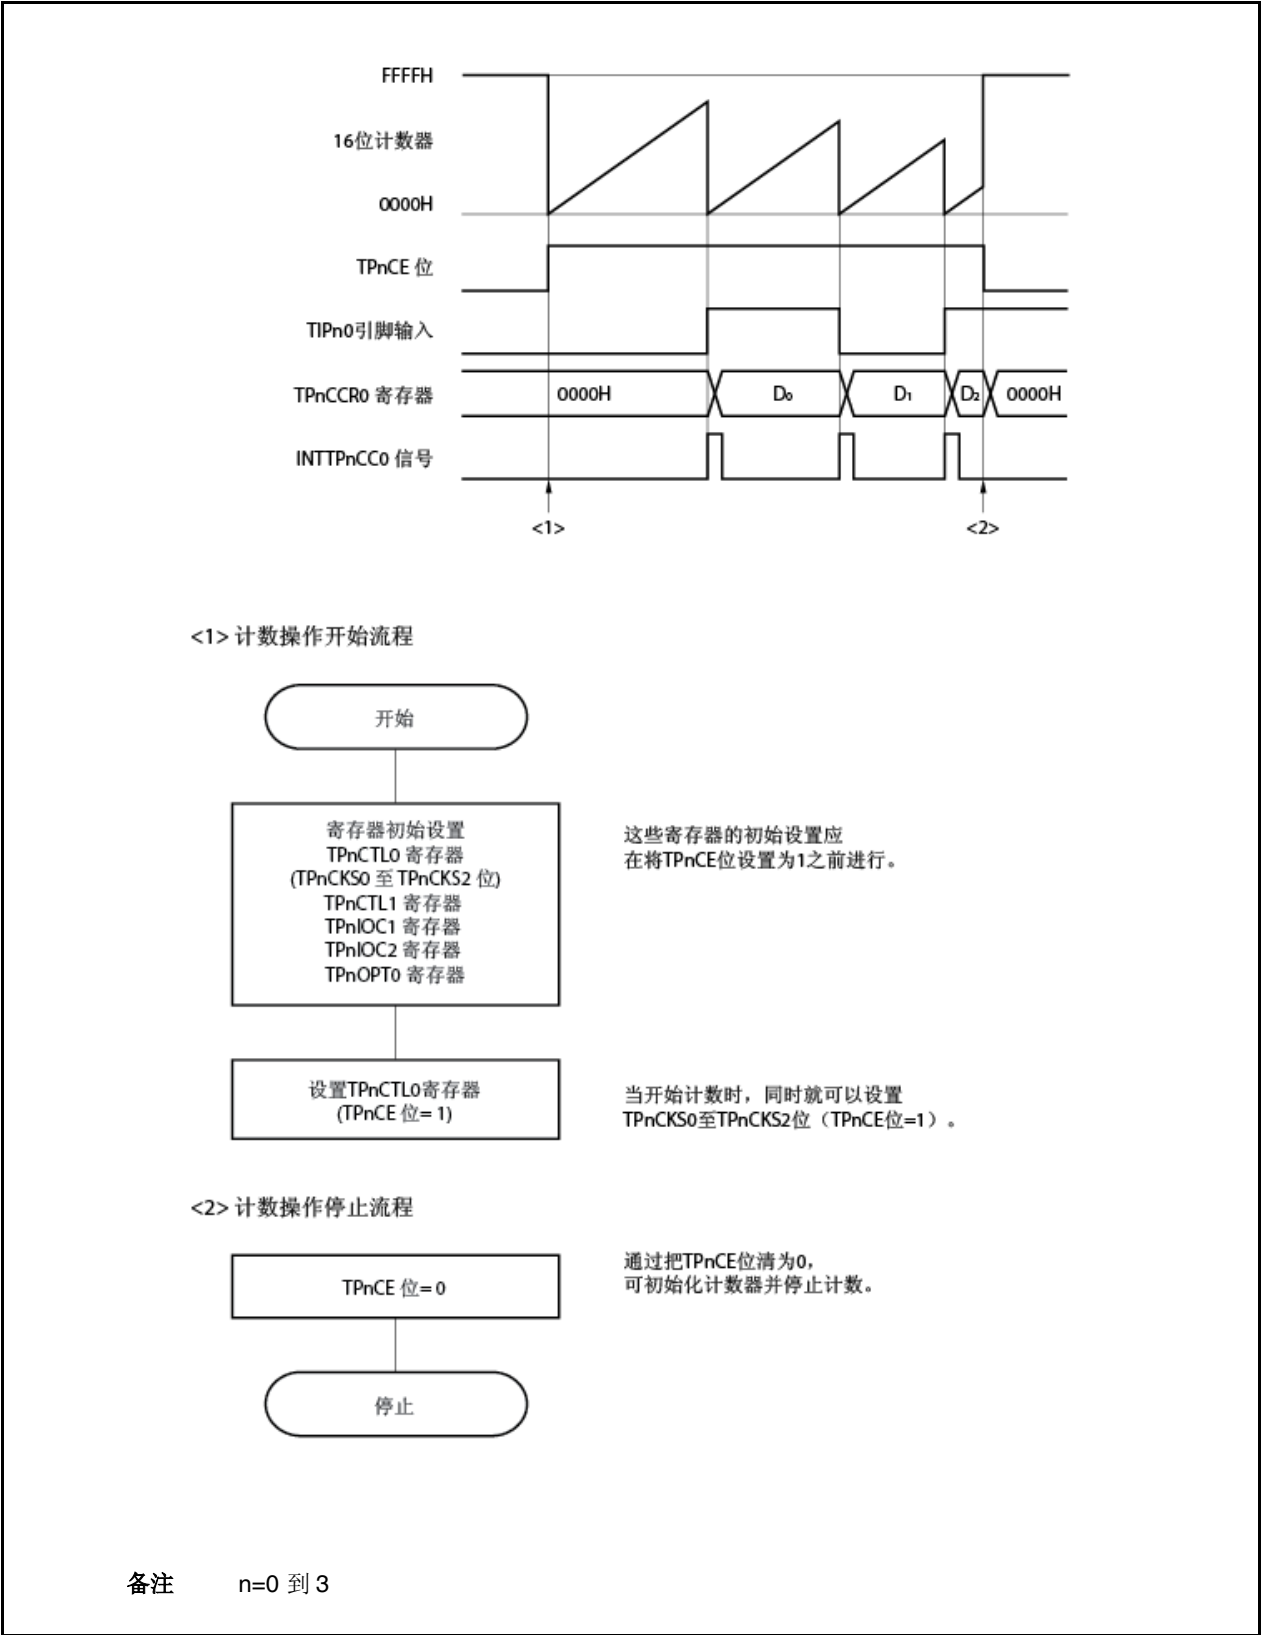 FFFFH
16位计数器
0000H
TPnCE 位
TIPn0引脚输入
TPnCCR0 寄存器
0000H
D₀
D₁
D₂
0000H
INTTPnCC0 信号
<1>
<2>
<1> 计数操作开始流程
开始
寄存器初始设置
TPnCTL0 寄存器
(TPnCKS0 至 TPnCKS2 位)
TPnCTL1 寄存器
TPnIOC1 寄存器
TPnIOC2 寄存器
TPnOPT0 寄存器
这些寄存器的初始设置应
在将TPnCE位设置为1之前进行。
设置TPnCTL0寄存器
(TPnCE 位= 1)
当开始计数时，同时就可以设置
TPnCKS0至TPnCKS2位（TPnCE位=1）。
<2> 计数操作停止流程
TPnCE 位= 0
通过把TPnCE位清为0，
可初始化计数器并停止计数。
停止
备注 n=0 到 3